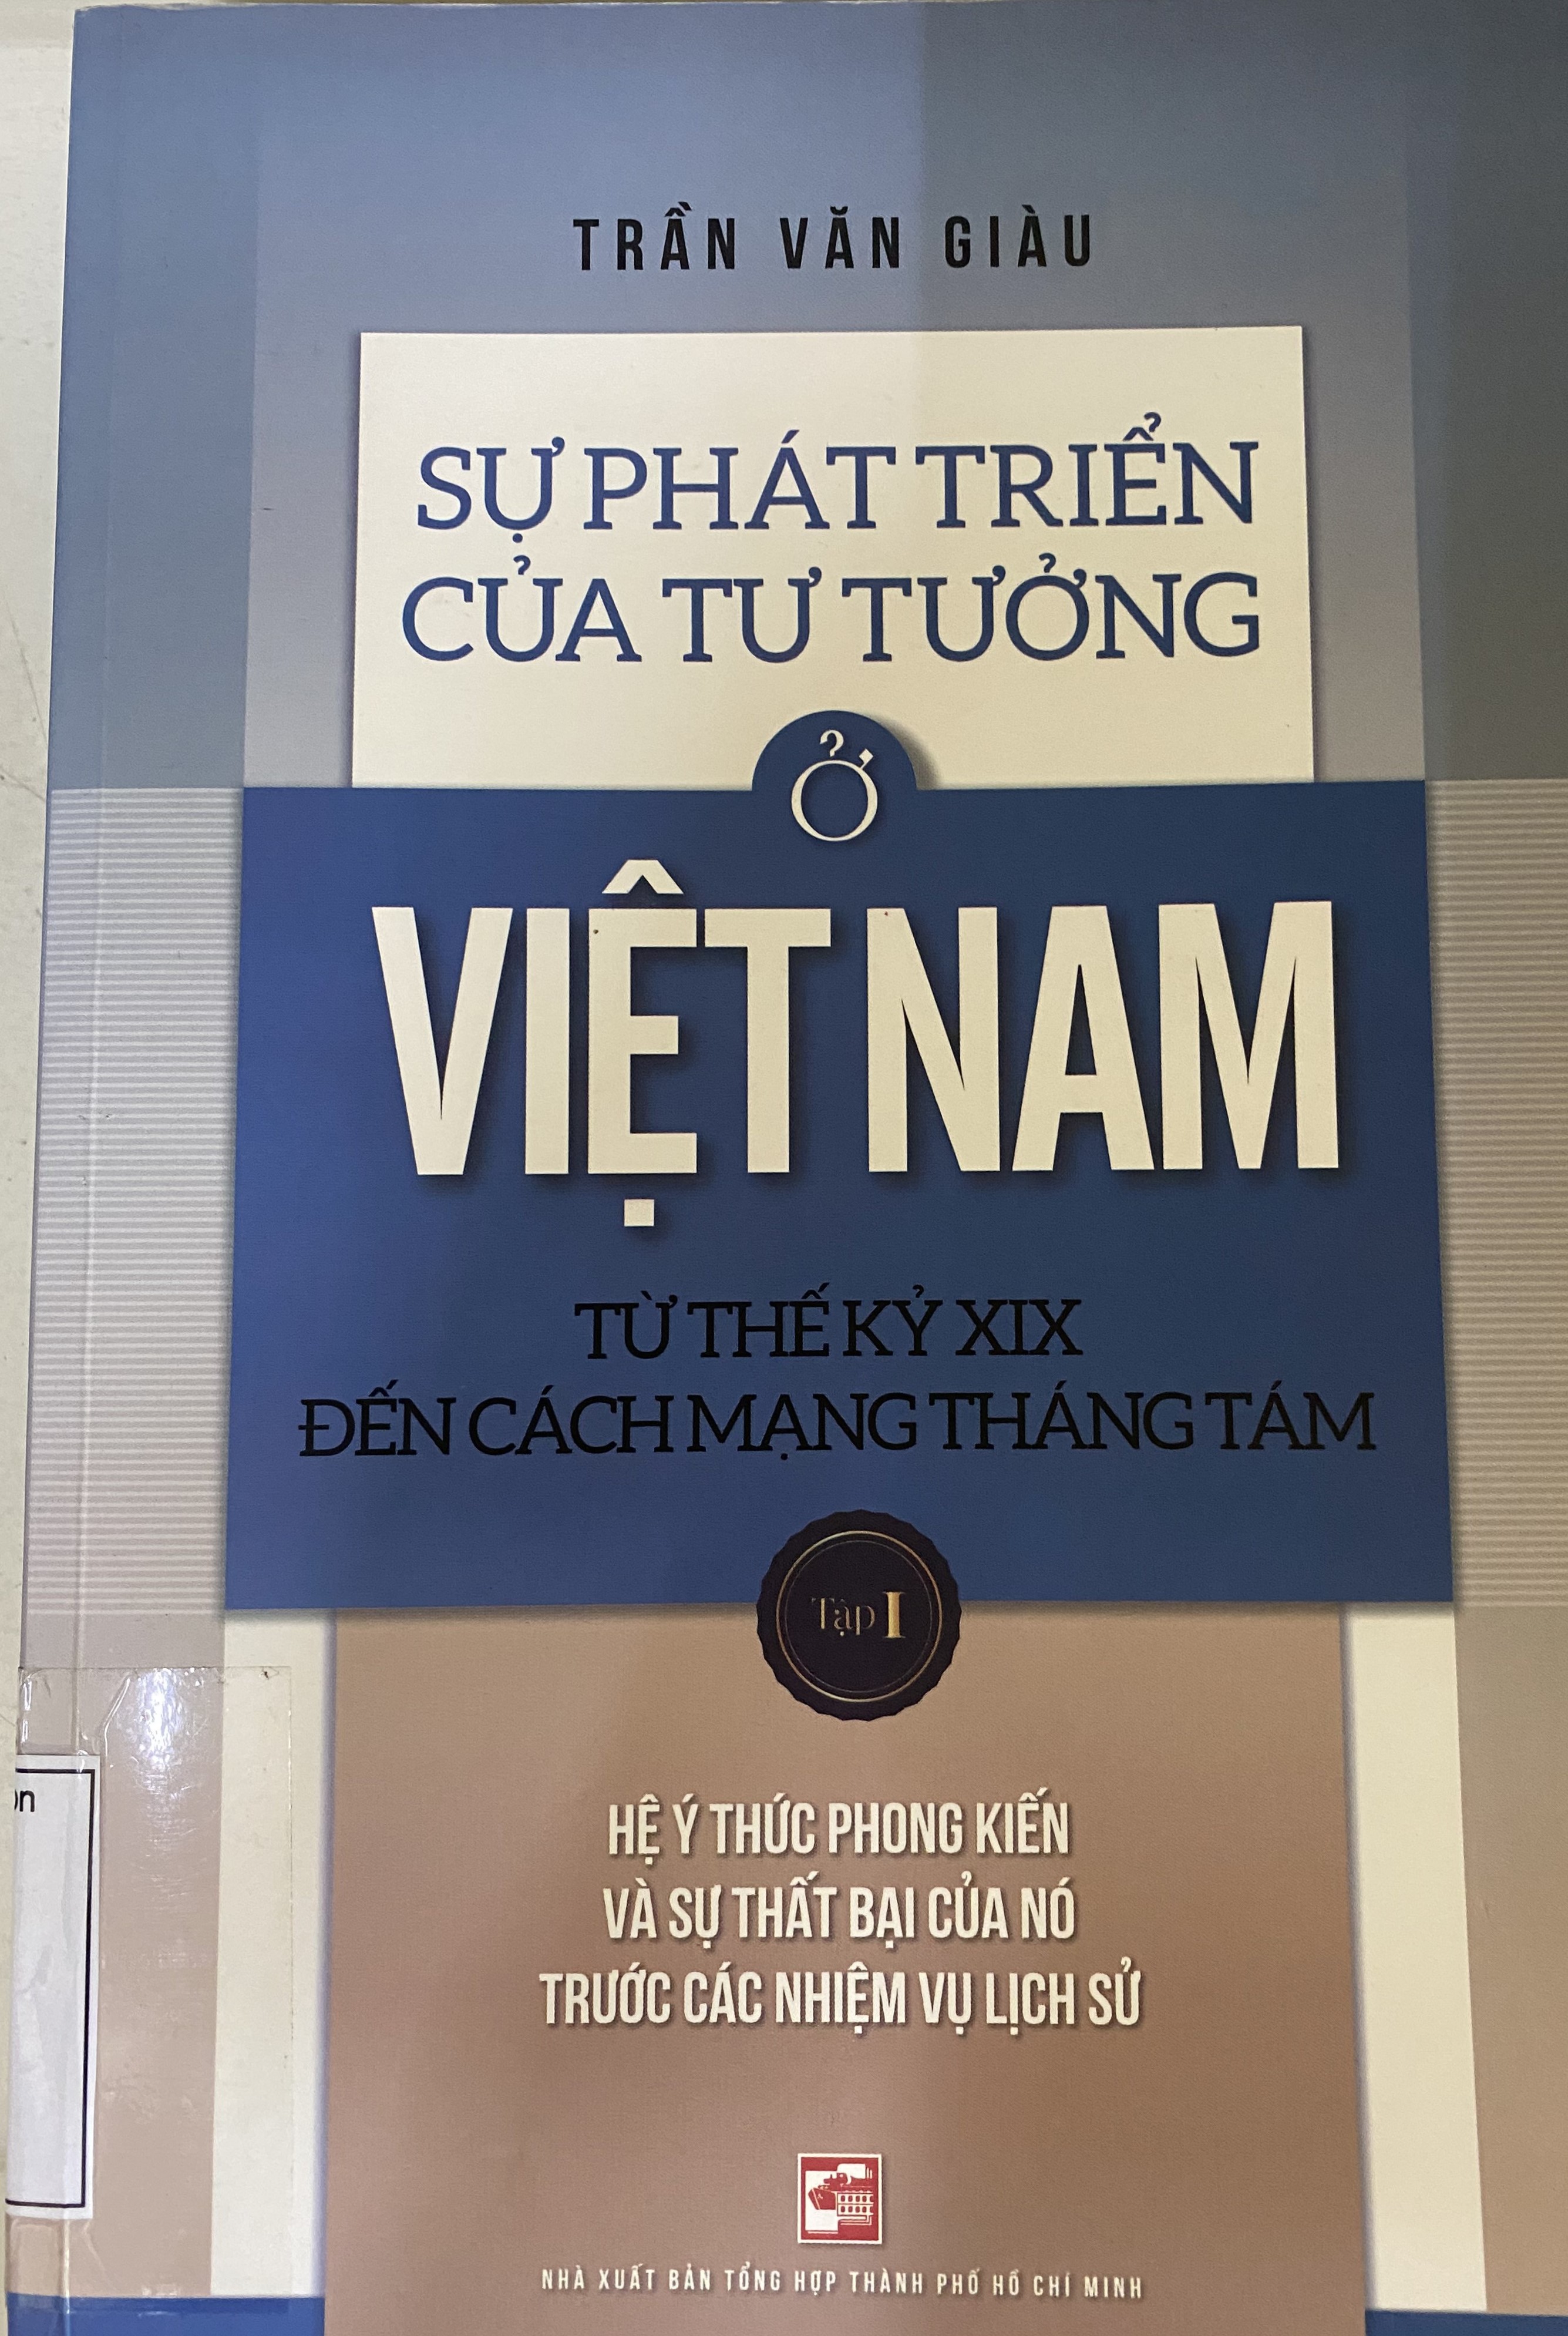 TRẦN VĂN GIÀU
SỰ PHÁT TRIỂN
CỦA TƯ TƯỞNG
Ở
VIỆT NAM
TỪ THẾ KỶ XIX
ĐẾN CÁCH MẠNG THÁNG TÁM
Tập I
HỆ Ý THỨC PHONG KIẾN
VÀ SỰ THẤT BẠI CỦA NÓ
TRƯỚC CÁC NHIỆM VỤ LỊCH SỬ
NHÀ XUẤT BẢN TỔNG HỢP THÀNH PHỐ HỒ CHÍ MINH